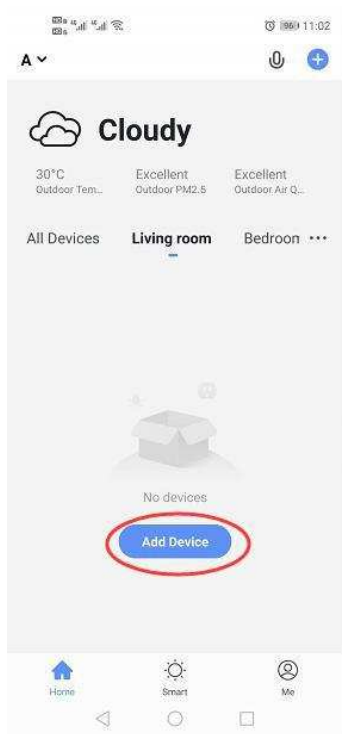 96 11:02
A
Cloudy
30°C Excellent Excellent
Outdoor Tem... Outdoor PM2.5 Outdoor Air Q...
All Devices Living room Bedroon ...
No devices
Add Device
Home Smart Me